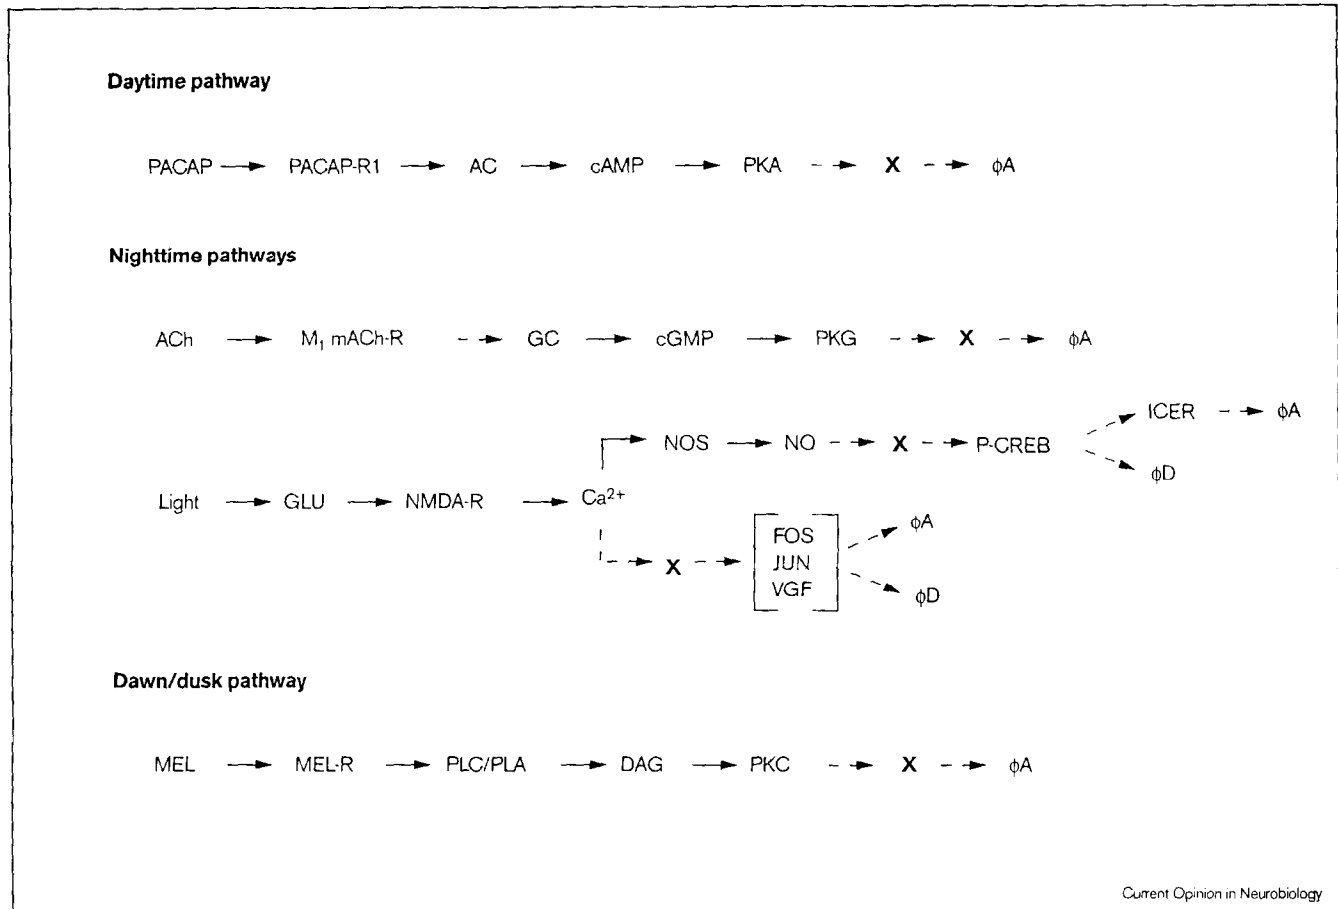 Daytime pathway
PACAP PACAP-R1 AC cAMP PKA X ϕA
Nighttime pathways
ACh M₁ mACh-R GC cGMP PKG X ϕA
ICER ϕA
NOS NO X P-CREB
ϕD
Light GLU NMDA-R Ca²⁺
ϕA
FOS
X JUN
VGF
ϕD
Dawn/dusk pathway
MEL MEL-R PLC/PLA DAG PKC X ϕA
Current Opinion in Neurobiology